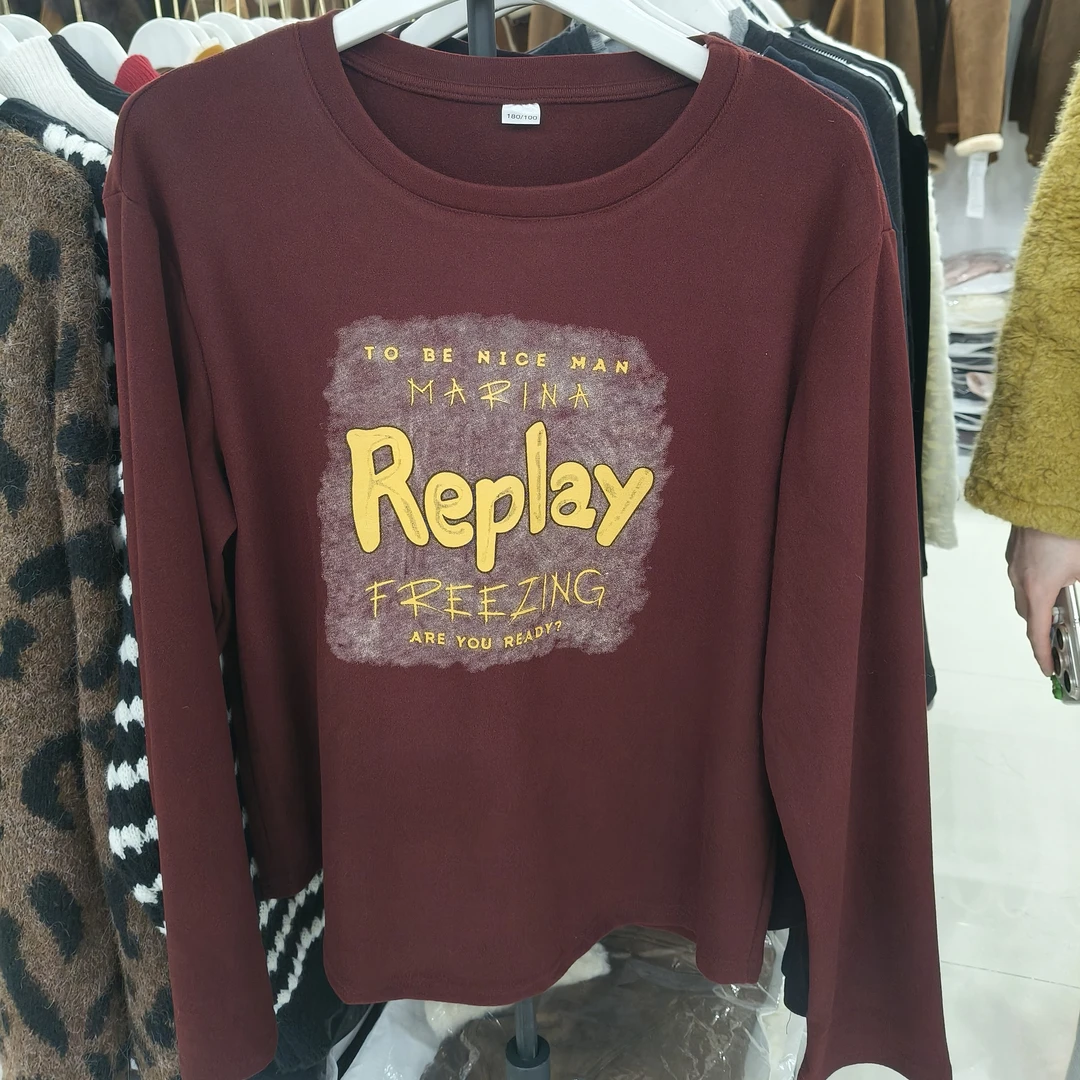 180/100
TO BE NICE MAN
MARINA
Replay
FREEZING
ARE YOU READY?